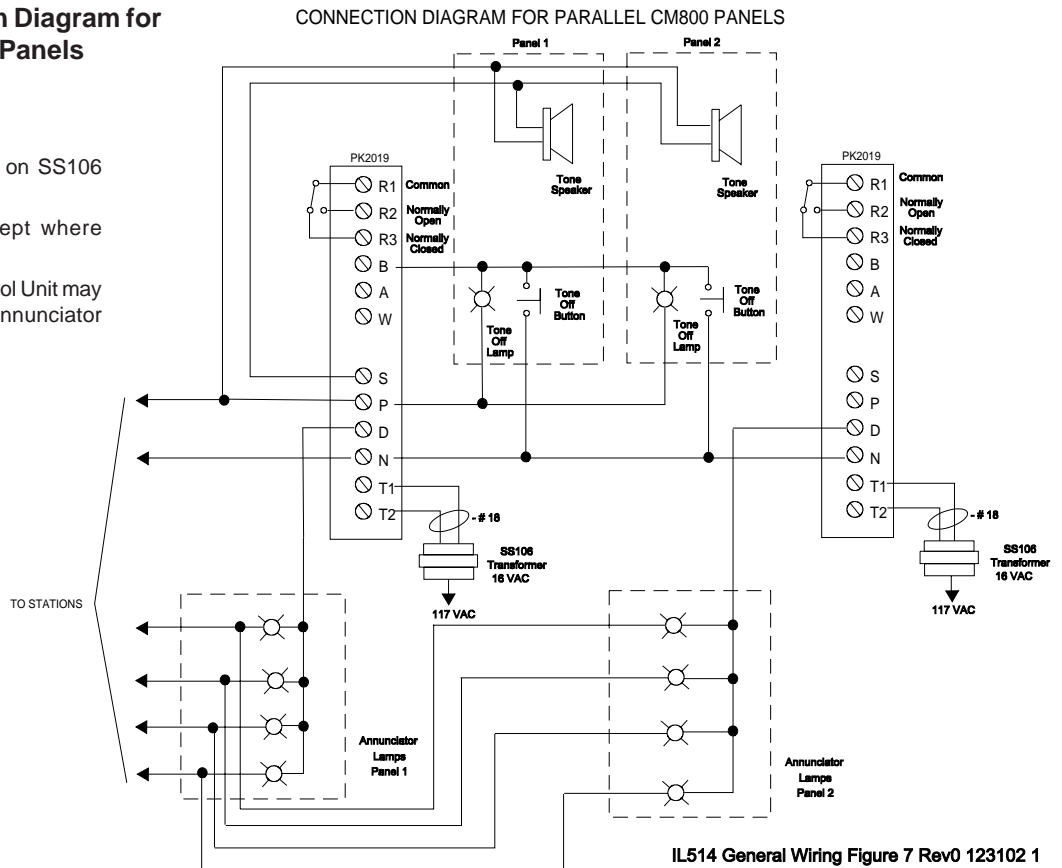 n Diagram for
Panels
on SS106
ept where
ol Unit may
nnunciator
CONNECTION DIAGRAM FOR PARALLEL CM800 PANELS
Panel 1
Panel 2
Tone
Speaker
Tone
Speaker
PK2019
R1 Common
R2 Normally
Open
R3 Normally
Closed
B
A
W
S
P
D
N
T1
T2
Tone
Off
Lamp
Tone
Off
Button
Tone
Off
Lamp
Tone
Off
Button
PK2019
R1 Common
R2 Normally
Open
R3 Normally
Closed
B
A
W
S
P
D
N
T1
T2
- # 18
SS106
Transformer
16 VAC
117 VAC
- # 18
SS106
Transformer
16 VAC
117 VAC
TO STATIONS
Annunciator
Lamps
Panel 1
Annunciator
Lamps
Panel 2
IL514 General Wiring Figure 7 Rev0 123102 1